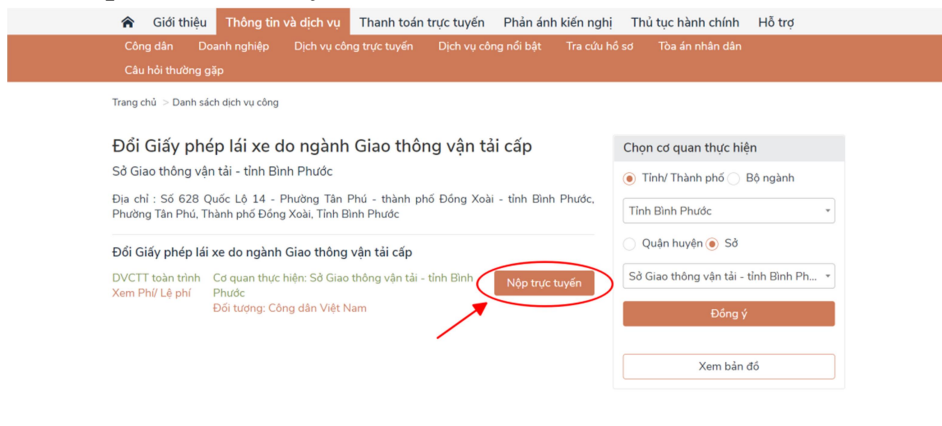 Giới thiệu Thông tin và dịch vụ Thanh toán trực tuyến Phản ánh kiến nghị Thủ tục hành chính Hỗ trợ
Công dân Doanh nghiệp Dịch vụ công trực tuyến Dịch vụ công nổi bật Tra cứu hồ sơ Tòa án nhân dân
Câu hỏi thường gặp
Trang chủ > Danh sách dịch vụ công
Đổi Giấy phép lái xe do ngành Giao thông vận tải cấp
Sở Giao thông vận tải - tỉnh Bình Phước
Địa chỉ : Số 628 Quốc Lộ 14 - Phường Tân Phú - thành phố Đồng Xoài - tỉnh Bình Phước,
Phường Tân Phú, Thành phố Đồng Xoài, Tỉnh Bình Phước
Đổi Giấy phép lái xe do ngành Giao thông vận tải cấp
DVCTT toàn trình
Xem Phí/ Lệ phí
Cơ quan thực hiện: Sở Giao thông vận tải - tỉnh Bình
Phước
Đối tượng: Công dân Việt Nam
Nộp trực tuyến
Chọn cơ quan thực hiện
Tỉnh/ Thành phố Bộ ngành
Tỉnh Bình Phước
Quận huyện Sở
Sở Giao thông vận tải - tỉnh Bình Ph...
Đồng ý
Xem bản đồ